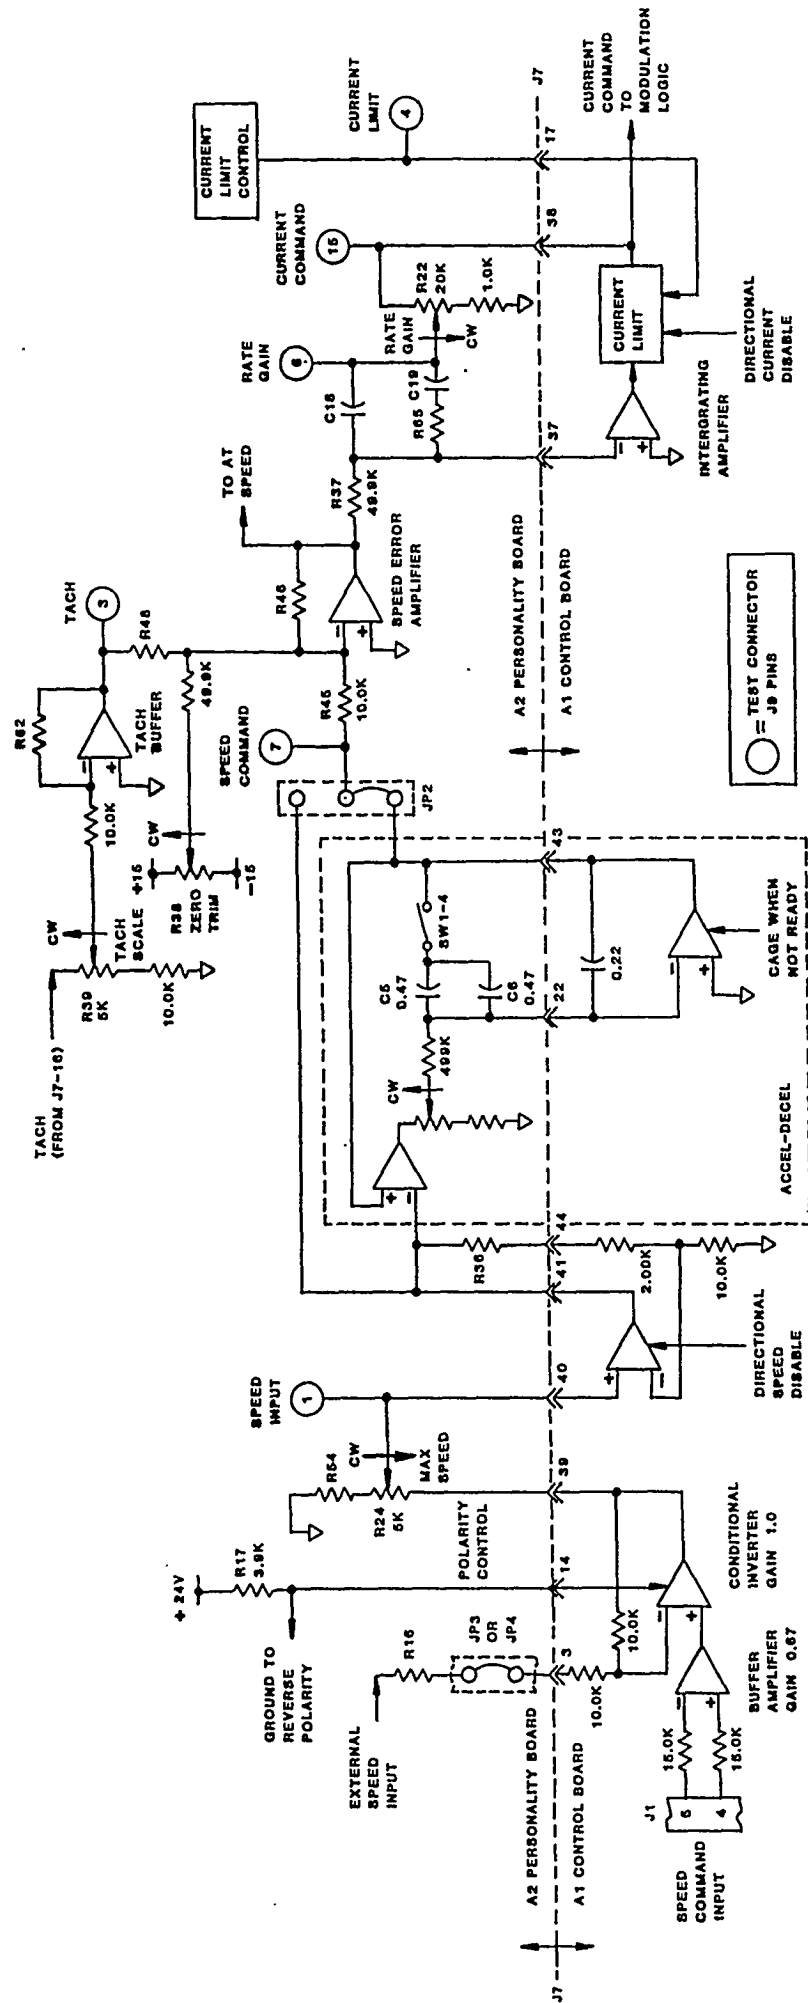 TACH
(FROM J7-16)
R39
5K
CW
TACH
SCALE
10.0K
10.0K
R62
TACH
BUFFER
TACH
3
+15
R38
ZERO
TRIM
-15
CW
49.9K
R48
CURRENT
LIMIT
CONTROL
CURRENT
LIMIT
4
CURRENT
COMMAND
15
RATE
GAIN
6
R22
20K
1.0K
RATE
GAIN
CW
C18
R65
C19
TO AT
SPEED
R37
49.9K
R46
SPEED ERROR
AMPLIFIER
R45
10.0K
SPEED
COMMAND
7
JP2
A2 PERSONALITY BOARD
A1 CONTROL BOARD
J7
37
38
17
INTERGRATING
AMPLIFIER
CURRENT
LIMIT
DIRECTIONAL
CURRENT
DISABLE
CURRENT
COMMAND
TO
MODULATION
LOGIC
= TEST CONNECTOR
J9 PINS
CW
499K
C5
0.47
C6
0.47
SW1-4
22
43
0.22
CAGE WHEN
NOT READY
ACCEL-DECEL
R36
41
44
2.00K
10.0K
DIRECTIONAL
SPEED
DISABLE
SPEED
INPUT
1
40
R54
R24
5K
CW
MAX
SPEED
39
+24V
R17
3.9K
GROUND TO
REVERSE
POLARITY
POLARITY
CONTROL
14
EXTERNAL
SPEED
INPUT
R16
JP3
OR
JP4
3
10.0K
10.0K
CONDITIONAL
INVERTER
GAIN 1.0
BUFFER
AMPLIFIER
GAIN 0.67
15.0K
15.0K
J1
5
4
SPEED
COMMAND
INPUT
A2 PERSONALITY BOARD
A1 CONTROL BOARD
J7